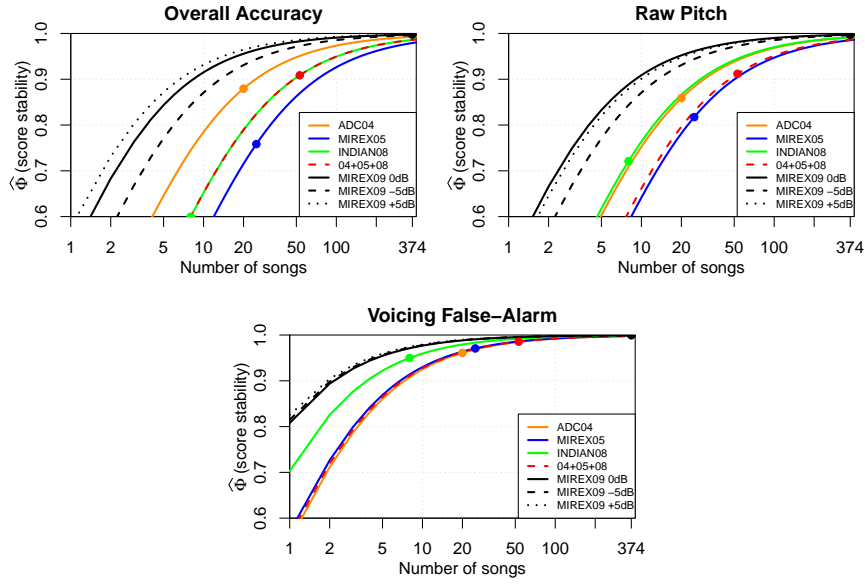 Overall Accuracy
Φ̂ (score stability)
1.0
0.9
0.8
0.7
0.6
ADC04
MIREX05
INDIAN08
04+05+08
MIREX09 0dB
MIREX09 −5dB
MIREX09 +5dB
1 2 5 10 20 50 100 374
Number of songs
Raw Pitch
Φ̂ (score stability)
1.0
0.9
0.8
0.7
0.6
ADC04
MIREX05
INDIAN08
04+05+08
MIREX09 0dB
MIREX09 −5dB
MIREX09 +5dB
1 2 5 10 20 50 100 374
Number of songs
Voicing False−Alarm
Φ̂ (score stability)
1.0
0.9
0.8
0.7
0.6
ADC04
MIREX05
INDIAN08
04+05+08
MIREX09 0dB
MIREX09 −5dB
MIREX09 +5dB
1 2 5 10 20 50 100 374
Number of songs